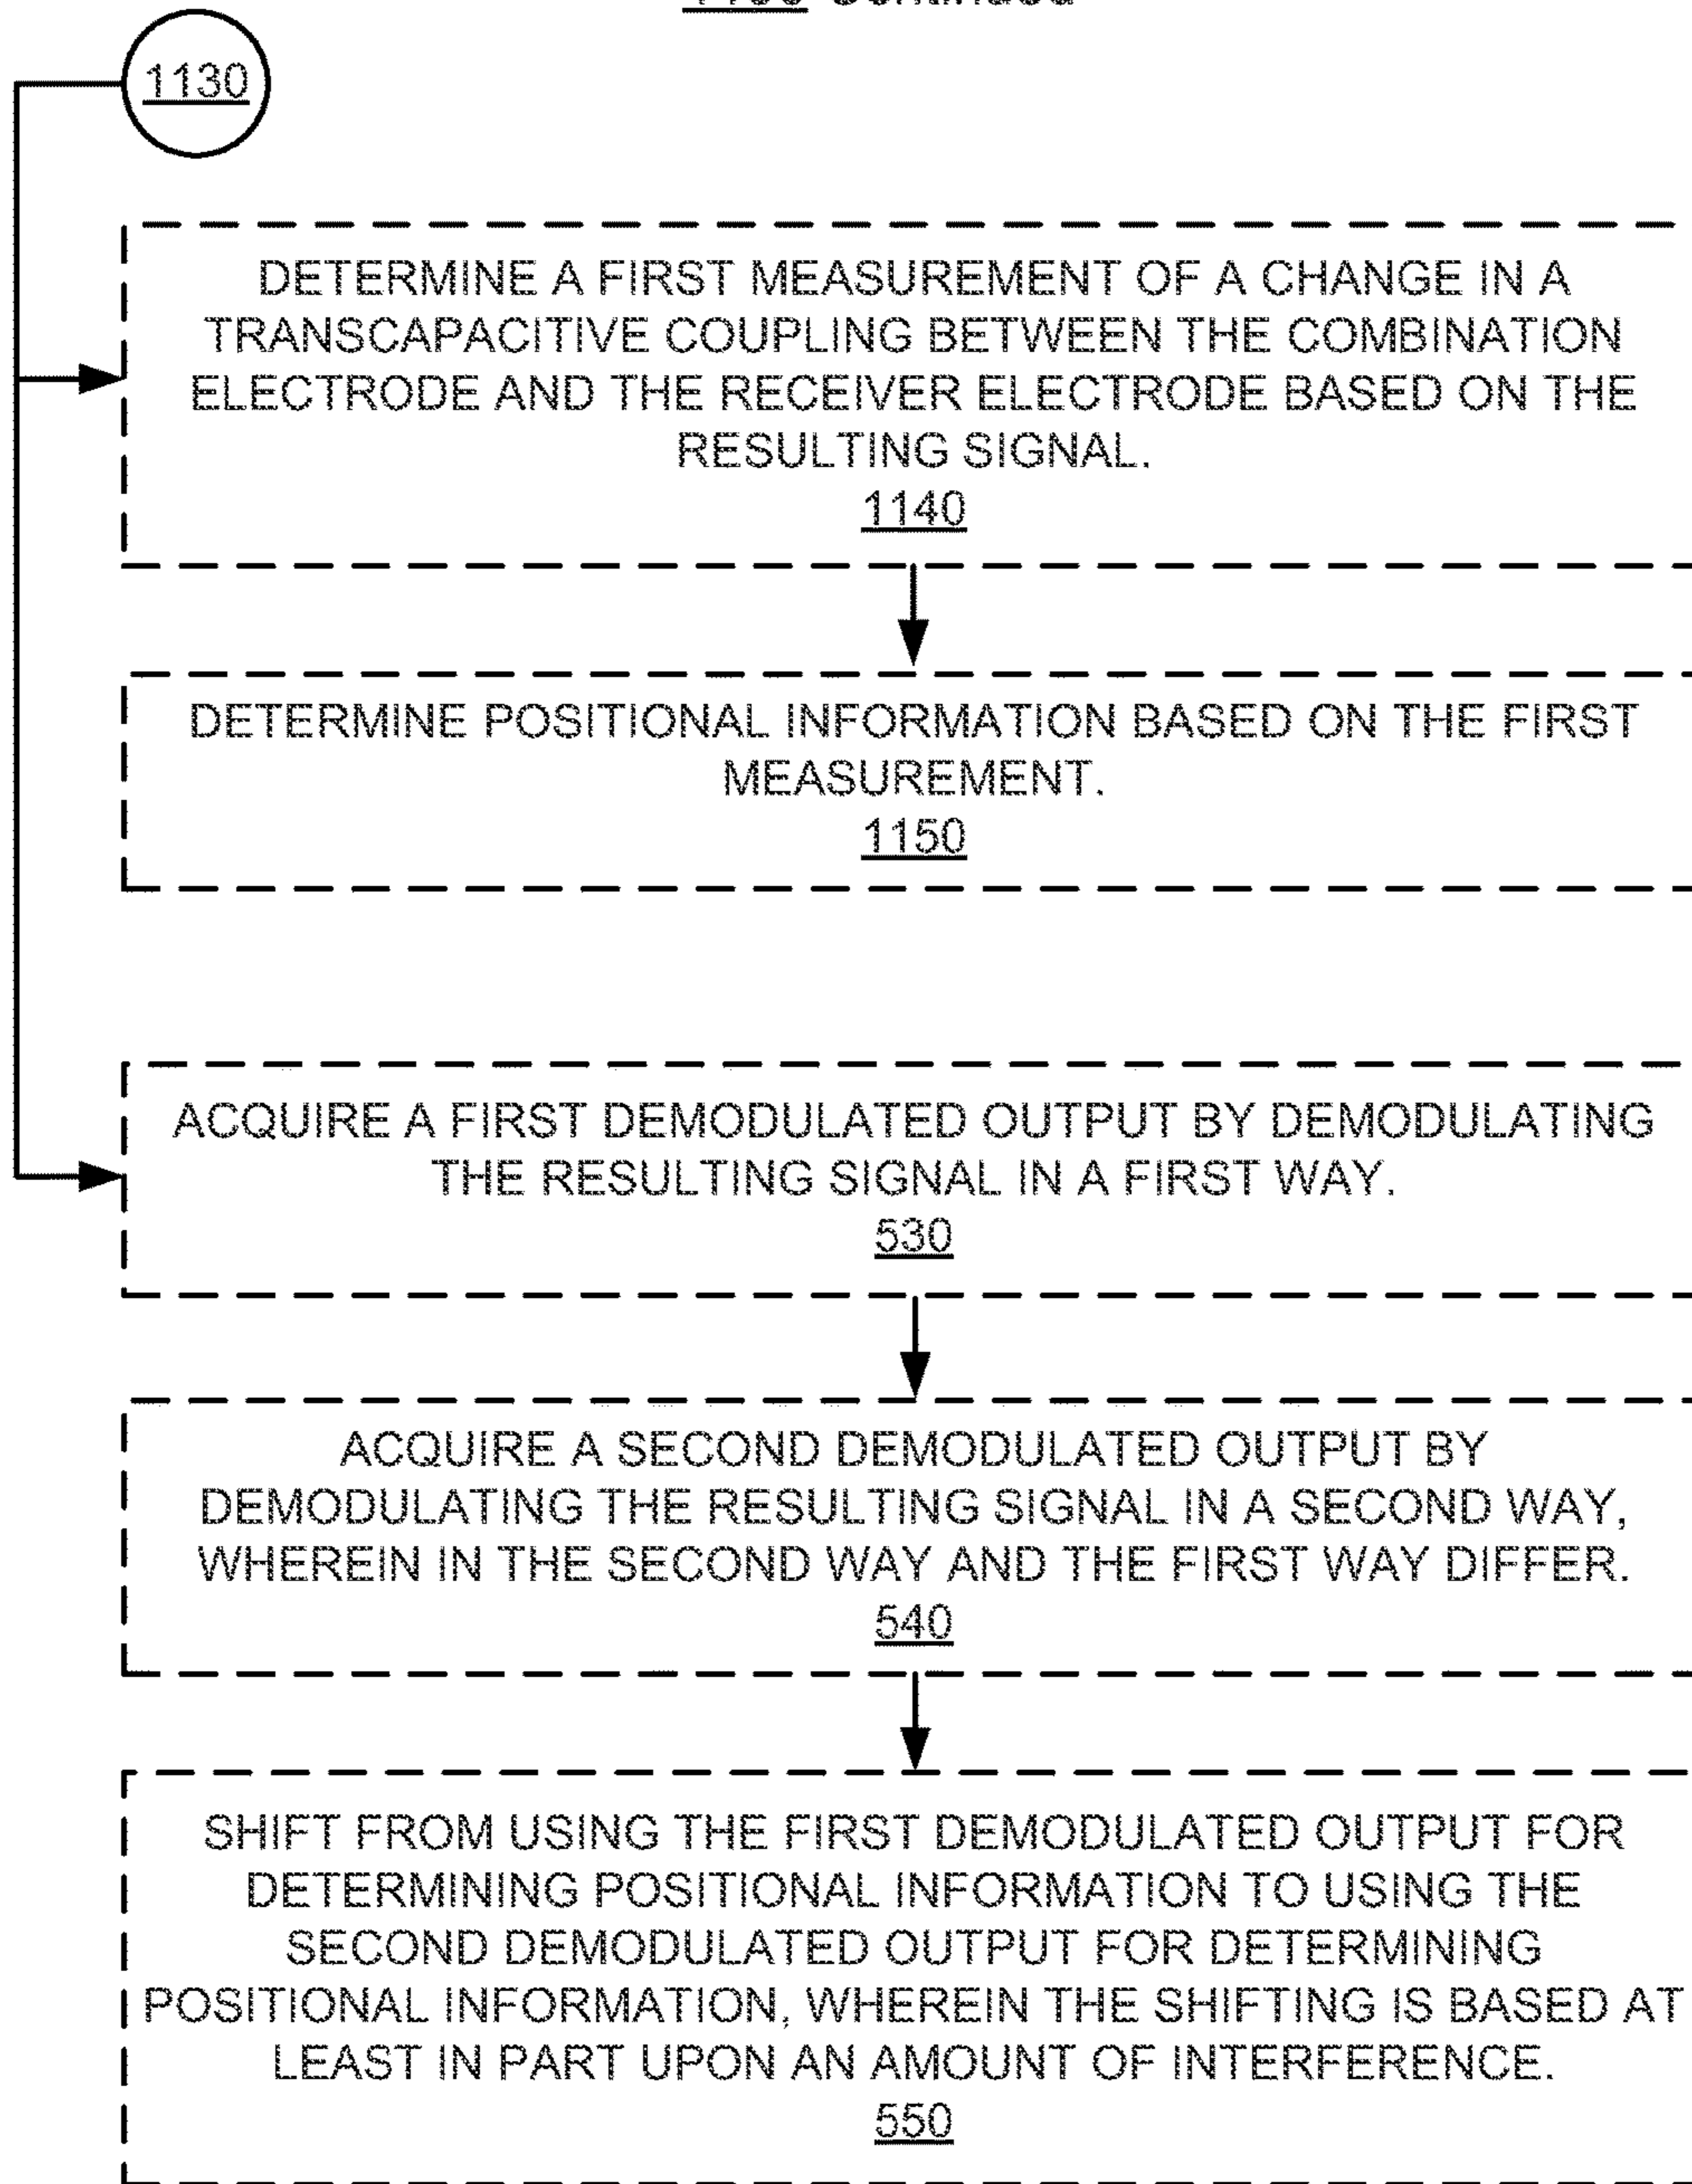 1130
DETERMINE A FIRST MEASUREMENT OF A CHANGE IN A
TRANSCAPACITIVE COUPLING BETWEEN THE COMBINATION
ELECTRODE AND THE RECEIVER ELECTRODE BASED ON THE
RESULTING SIGNAL.
1140
DETERMINE POSITIONAL INFORMATION BASED ON THE FIRST
MEASUREMENT.
1150
ACQUIRE A FIRST DEMODULATED OUTPUT BY DEMODULATING
THE RESULTING SIGNAL IN A FIRST WAY.
530
ACQUIRE A SECOND DEMODULATED OUTPUT BY
DEMODULATING THE RESULTING SIGNAL IN A SECOND WAY,
WHEREIN IN THE SECOND WAY AND THE FIRST WAY DIFFER.
540
SHIFT FROM USING THE FIRST DEMODULATED OUTPUT FOR
DETERMINING POSITIONAL INFORMATION TO USING THE
SECOND DEMODULATED OUTPUT FOR DETERMINING
POSITIONAL INFORMATION, WHEREIN THE SHIFTING IS BASED AT
LEAST IN PART UPON AN AMOUNT OF INTERFERENCE.
550